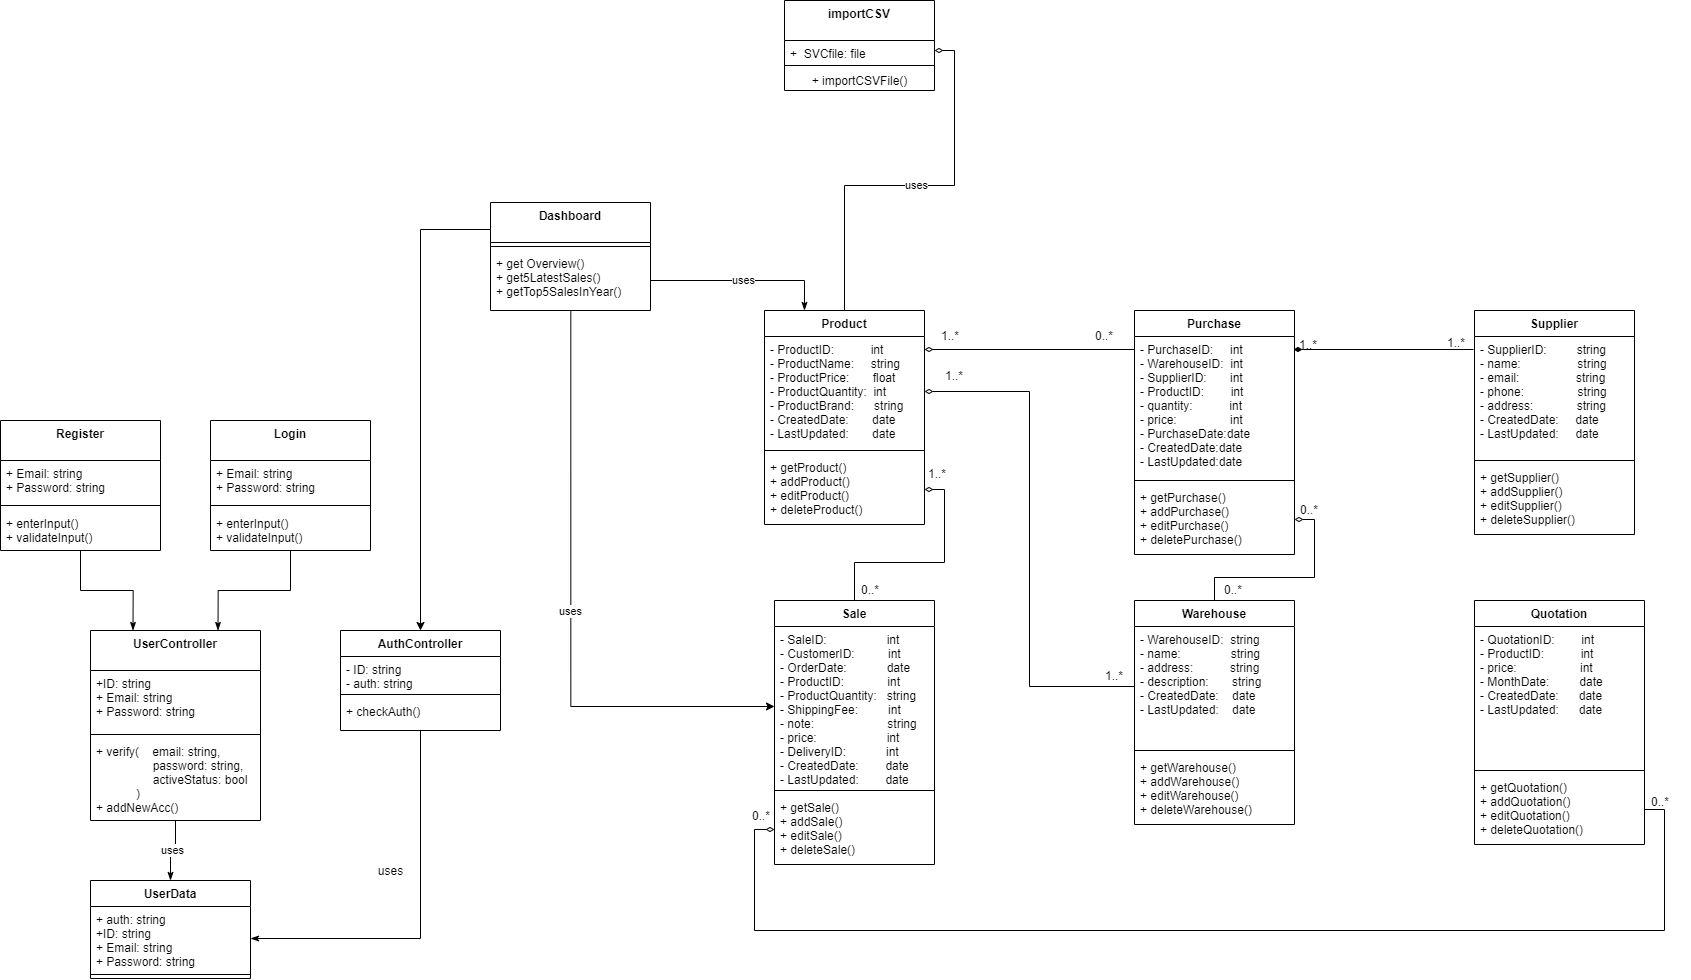 importCSV
+ SVCfile: file
+ importCSVFile()
uses
Dashboard
+ get Overview()
+ get5LatestSales()
+ getTop5SalesInYear()
uses
uses
Product
- ProductID: int
- ProductName: string
- ProductPrice: float
- ProductQuantity: int
- ProductBrand: string
- CreatedDate: date
- LastUpdated: date
+ getProduct()
+ addProduct()
+ editProduct()
+ deleteProduct()
1..*
0..*
1..*
1..*
Purchase
- PurchaseID: int
- WarehouseID: int
- SupplierID: int
- ProductID: int
- quantity: int
- price: int
- PurchaseDate:date
- CreatedDate:date
- LastUpdated:date
+ getPurchase()
+ addPurchase()
+ editPurchase()
+ deletePurchase()
1..*
1..*
0..*
Supplier
- SupplierID: string
- name: string
- email: string
- phone: string
- address: string
- CreatedDate: date
- LastUpdated: date
+ getSupplier()
+ addSupplier()
+ editSupplier()
+ deleteSupplier()
Register
+ Email: string
+ Password: string
+ enterInput()
+ validateInput()
Login
+ Email: string
+ Password: string
+ enterInput()
+ validateInput()
UserController
+ID: string
+ Email: string
+ Password: string
+ verify( email: string,
password: string,
activeStatus: bool
)
+ addNewAcc()
uses
AuthController
- ID: string
- auth: string
+ checkAuth()
uses
UserData
+ auth: string
+ID: string
+ Email: string
+ Password: string
0..*
Sale
- SaleID: int
- CustomerID: int
- OrderDate: date
- ProductID: int
- ProductQuantity: string
- ShippingFee: int
- note: string
- price: int
- DeliveryID: int
- CreatedDate: date
- LastUpdated: date
+ getSale()
+ addSale()
+ editSale()
+ deleteSale()
0..*
0..*
1..*
Warehouse
- WarehouseID: string
- name: string
- address: string
- description: string
- CreatedDate: date
- LastUpdated: date
+ getWarehouse()
+ addWarehouse()
+ editWarehouse()
+ deleteWarehouse()
Quotation
- QuotationID: int
- ProductID: int
- price: int
- MonthDate: date
- CreatedDate: date
- LastUpdated: date
+ getQuotation()
+ addQuotation()
+ editQuotation()
+ deleteQuotation()
0..*